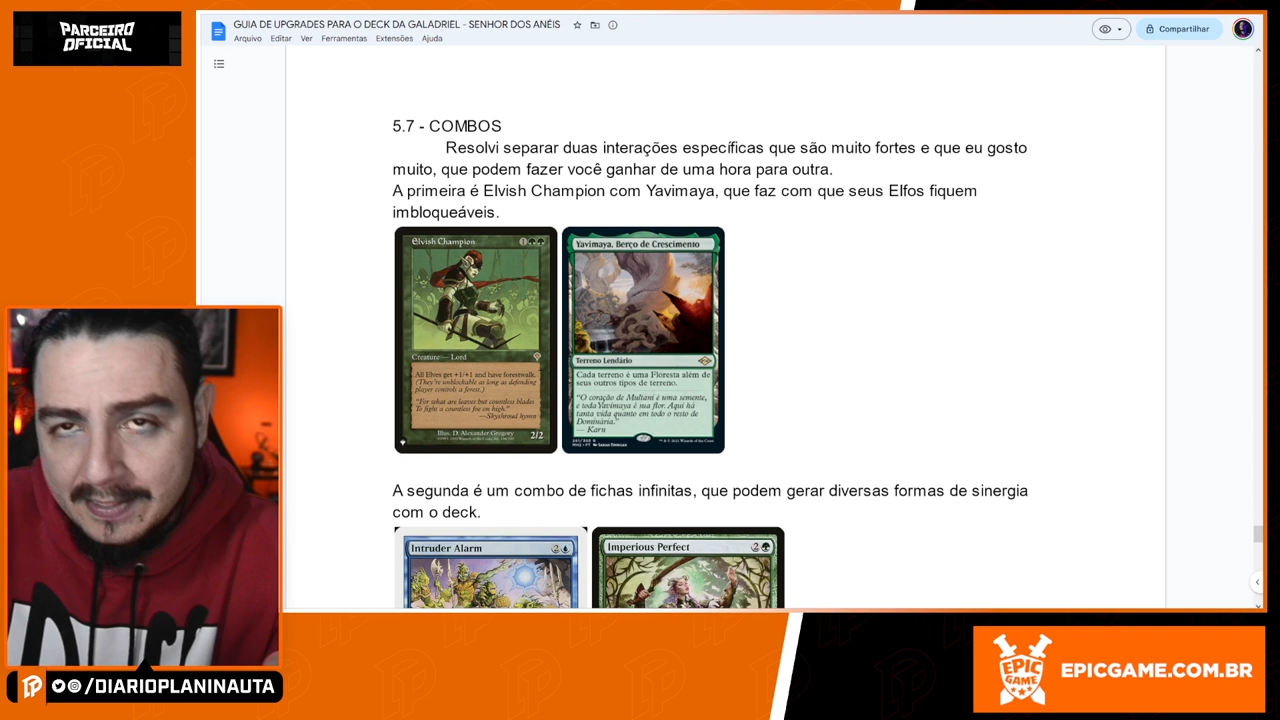 PARCEIRO
OFICIAL
GUIA DE UPGRADES PARA O DECK DA GALADRIEL - SENHOR DOS ANÉIS
Arquivo Editar Ver Ferramentas Extensões Ajuda
Compartilhar
5.7 - COMBOS
Resolvi separar duas interações específicas que são muito fortes e que eu gosto
muito, que podem fazer você ganhar de uma hora para outra.
A primeira é Elvish Champion com Yavimaya, que faz com que seus Elfos fiquem
imbloqueáveis.
Elvish Champion
Creature — Lord
All Elves get +1/+1 and have forestwalk.
(They're unblockable as long as defending
player controls a forest.)
"For what are leaves but countless blades
To fight a countless foe on high."
—Skyshroud hymn
Illus. D. Alexander Gregory
2/2
Yavimaya, Berço de Crescimento
Terreno Lendário
Cada terreno é uma Floresta além de
seus outros tipos de terreno.
"O coração de Multani é uma semente,
e toda Yavimaya é sua flor. Aqui há
tanta vida quanto em todo o resto de
Dominária."
— Karn
A segunda é um combo de fichas infinitas, que podem gerar diversas formas de sinergia
com o deck.
Intruder Alarm 2
Imperious Perfect 2
/DIARIOPLANINAUTA
EPIC
GAME
EPICGAME.COM.BR